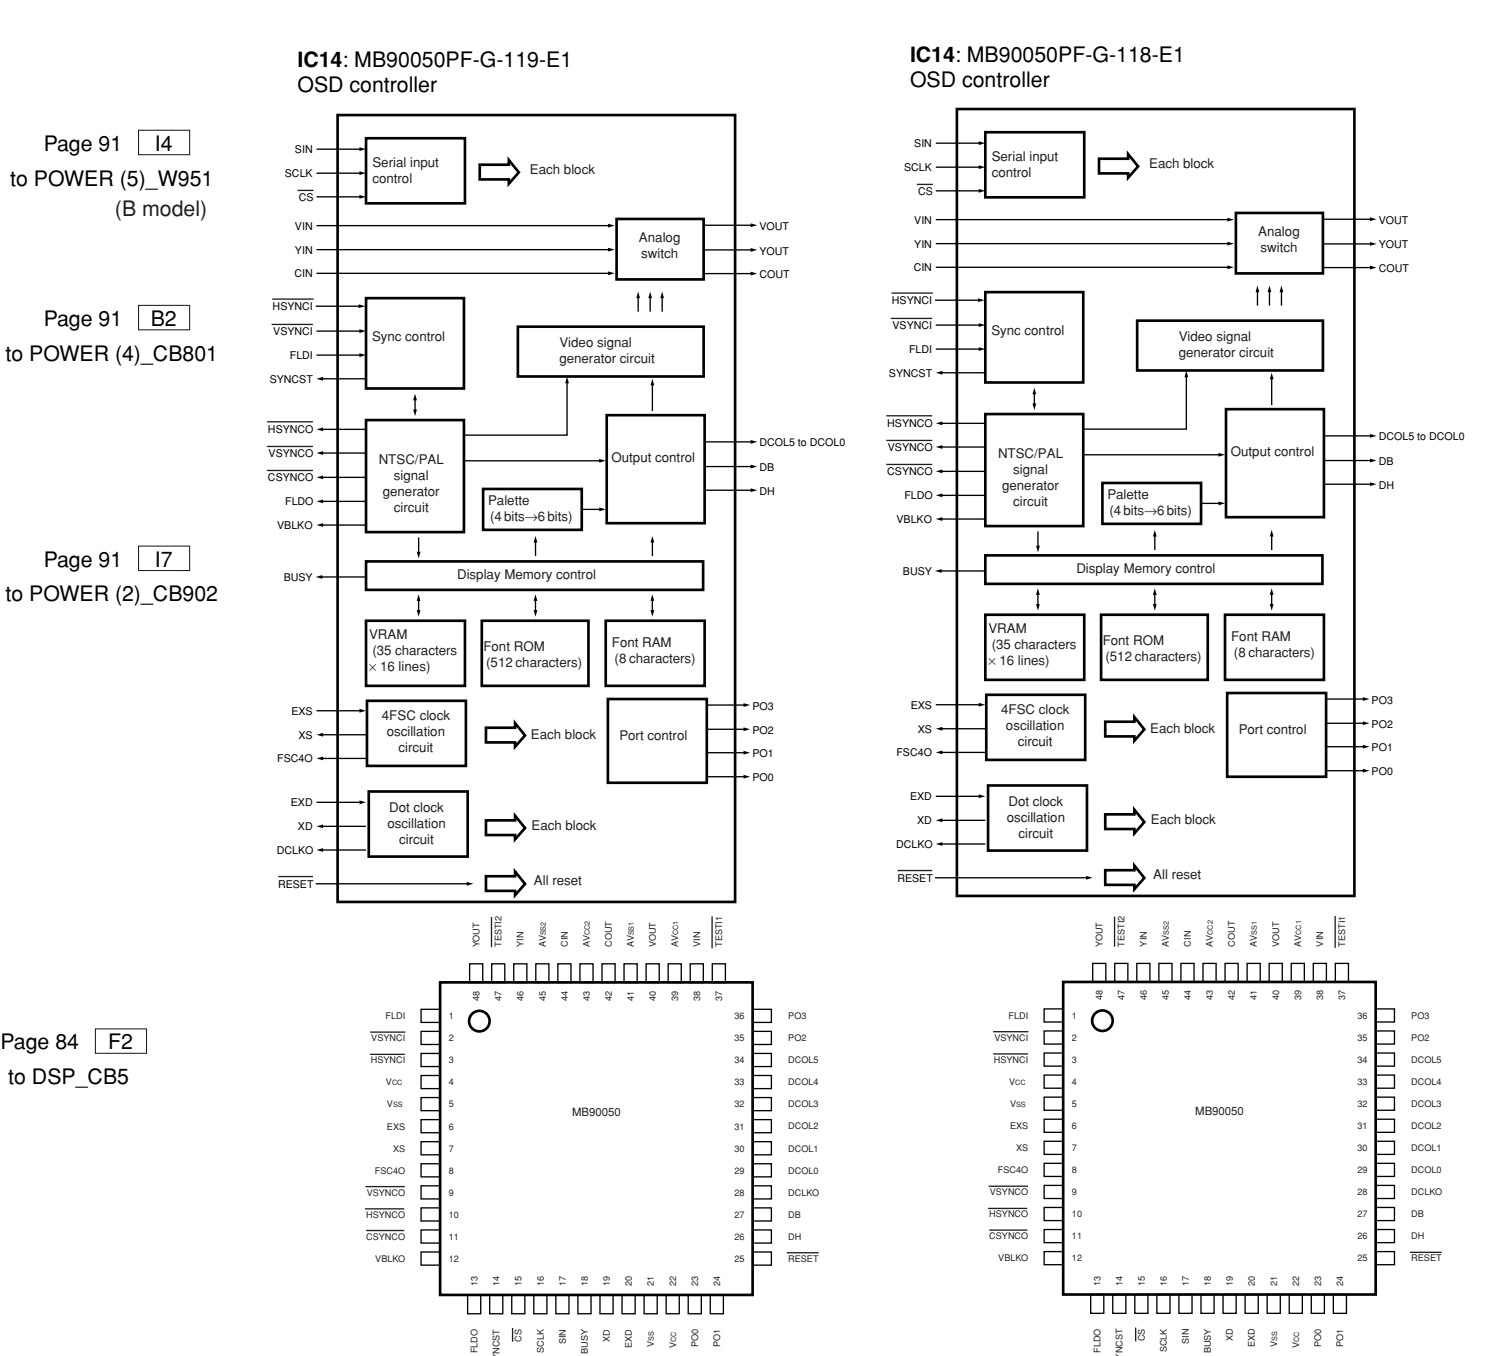 Page 91 I4
to POWER (5)_W951
(B model)
Page 91 B2
to POWER (4)_CB801
Page 91 I7
to POWER (2)_CB902
Page 84 F2
to DSP_CB5
IC14: MB90050PF-G-119-E1
OSD controller
SIN
SCLK
CS
Serial input
control
Each block
VIN
YIN
CIN
Analog
switch
VOUT
YOUT
COUT
HSYNCI
VSYNCI
FLDI
SYNCST
Sync control
Video signal
generator circuit
HSYNCO
VSYNCO
CSYNCO
FLDO
VBLKO
NTSC/PAL
signal
generator
circuit
Palette
(4 bits→6 bits)
Output control
DCOL5 to DCOL0
DB
DH
BUSY
Display Memory control
VRAM
(35 characters
× 16 lines)
Font ROM
(512 characters)
Font RAM
(8 characters)
EXS
XS
FSC4O
4FSC clock
oscillation
circuit
Each block
Port control
PO3
PO2
PO1
PO0
EXD
XD
DCLKO
Dot clock
oscillation
circuit
Each block
RESET
All reset
YOUT
TESTI2
YIN
AVSS2
CIN
AVCC2
COUT
AVSS1
VOUT
AVCC1
VIN
TESTI1
48 47 46 45 44 43 42 41 40 39 38 37
FLDI 1
VSYNCI 2
HSYNCI 3
Vcc 4
Vss 5
EXS 6
XS 7
FSC4O 8
VSYNCO 9
HSYNCO 10
CSYNCO 11
VBLKO 12
MB90050
36 PO3
35 PO2
34 DCOL5
33 DCOL4
32 DCOL3
31 DCOL2
30 DCOL1
29 DCOL0
28 DCLKO
27 DB
26 DH
25 RESET
13 14 15 16 17 18 19 20 21 22 23 24
FLDO
NCST
CS
SCLK
SIN
BUSY
XD
EXD
Vss
Vcc
PO0
PO1
IC14: MB90050PF-G-118-E1
OSD controller
SIN
SCLK
CS
Serial input
control
Each block
VIN
YIN
CIN
Analog
switch
VOUT
YOUT
COUT
HSYNCI
VSYNCI
FLDI
SYNCST
Sync control
Video signal
generator circuit
HSYNCO
VSYNCO
CSYNCO
FLDO
VBLKO
NTSC/PAL
signal
generator
circuit
Palette
(4 bits→6 bits)
Output control
DCOL5 to DCOL0
DB
DH
BUSY
Display Memory control
VRAM
(35 characters
× 16 lines)
Font ROM
(512 characters)
Font RAM
(8 characters)
EXS
XS
FSC4O
4FSC clock
oscillation
circuit
Each block
Port control
PO3
PO2
PO1
PO0
EXD
XD
DCLKO
Dot clock
oscillation
circuit
Each block
RESET
All reset
YOUT
TESTI2
YIN
AVSS2
CIN
AVCC2
COUT
AVSS1
VOUT
AVCC1
VIN
TESTI1
48 47 46 45 44 43 42 41 40 39 38 37
FLDI 1
VSYNCI 2
HSYNCI 3
Vcc 4
Vss 5
EXS 6
XS 7
FSC4O 8
VSYNCO 9
HSYNCO 10
CSYNCO 11
VBLKO 12
MB90050
36 PO3
35 PO2
34 DCOL5
33 DCOL4
32 DCOL3
31 DCOL2
30 DCOL1
29 DCOL0
28 DCLKO
27 DB
26 DH
25 RESET
13 14 15 16 17 18 19 20 21 22 23 24
FLDO
NCST
CS
SCLK
SIN
BUSY
XD
EXD
Vss
Vcc
PO0
PO1